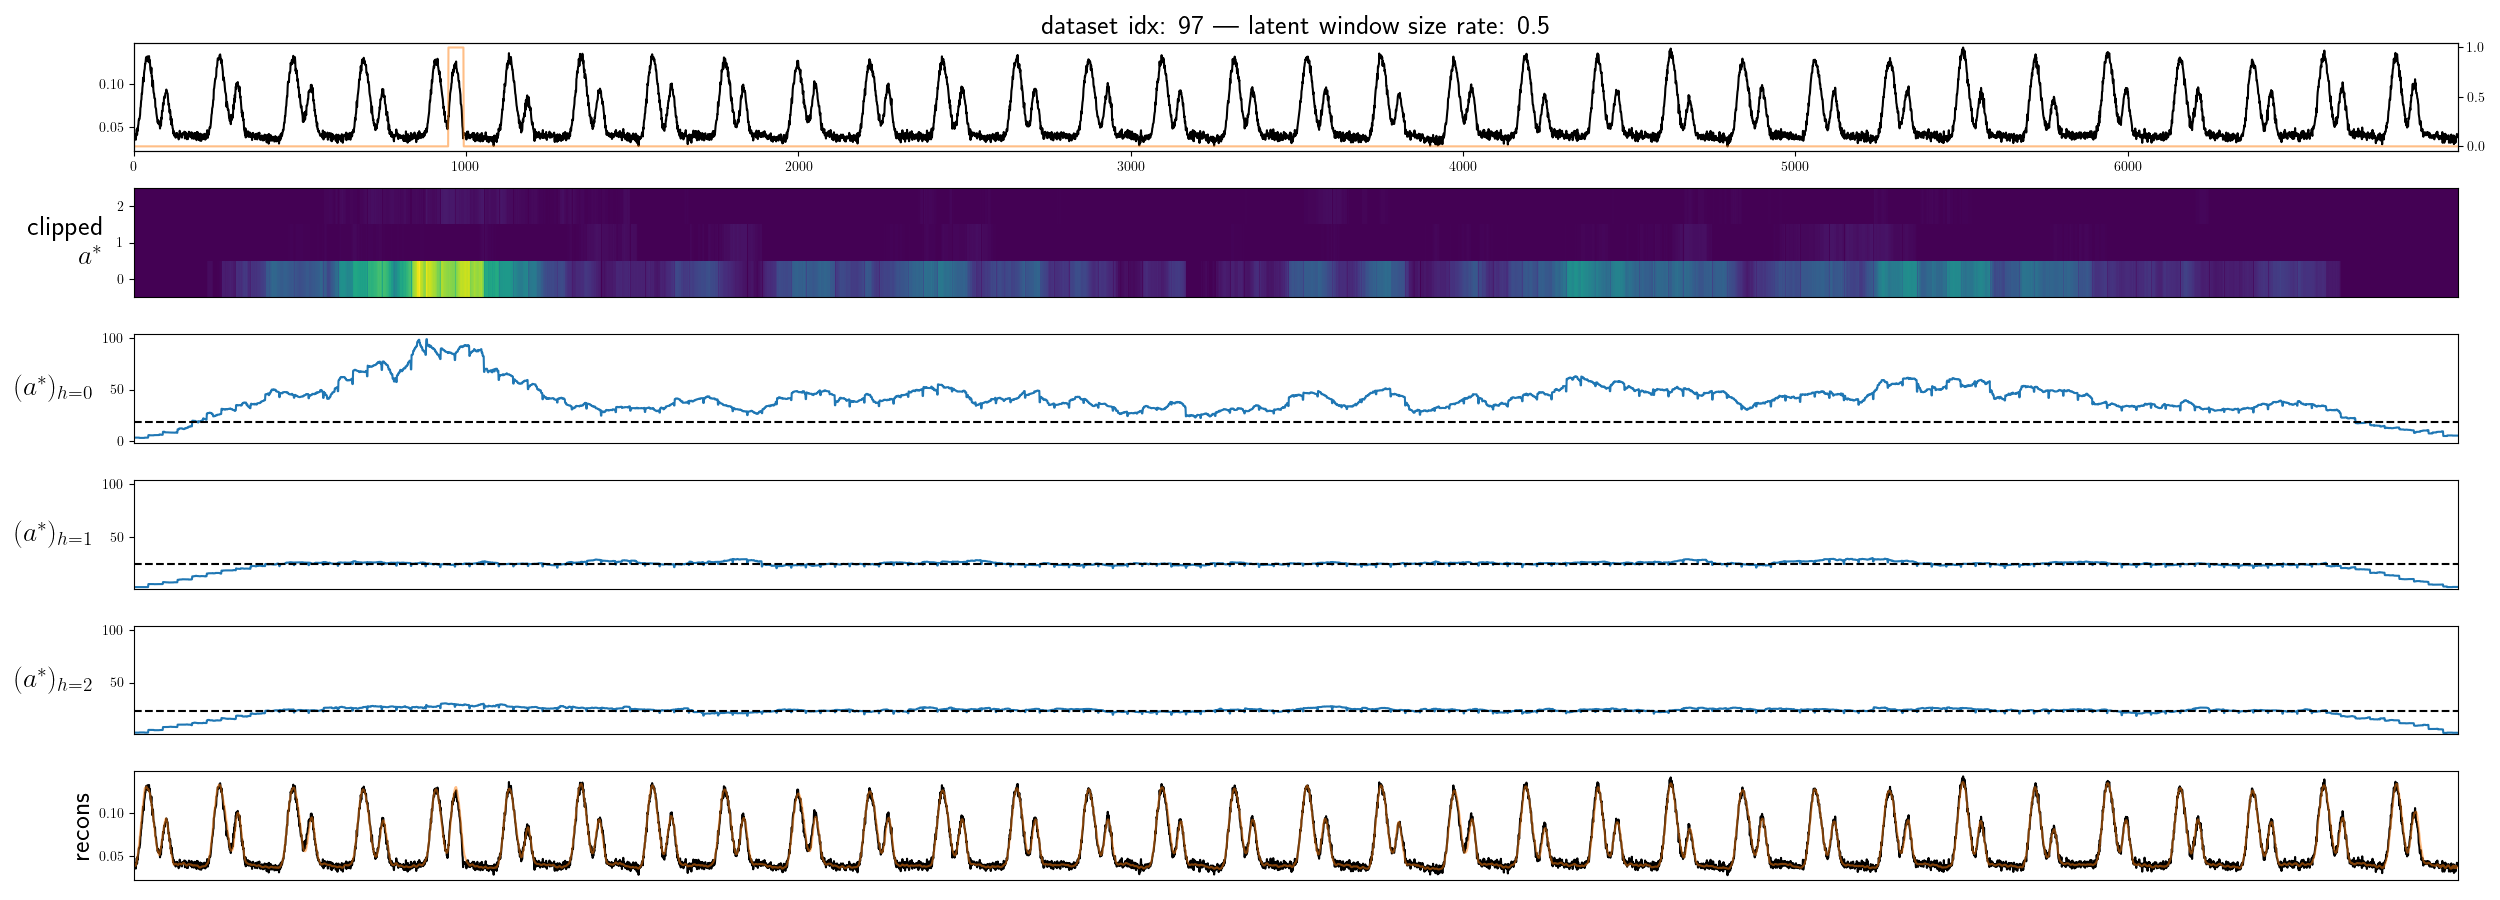 dataset idx: 97 — latent window size rate: 0.5
0.10
0.05
1.0
0.5
0.0
0 1000 2000 3000 4000 5000 6000
clipped
a*
2
1
0
(a*)h=0
100
50
0
(a*)h=1
100
50
(a*)h=2
100
50
recons
0.10
0.05